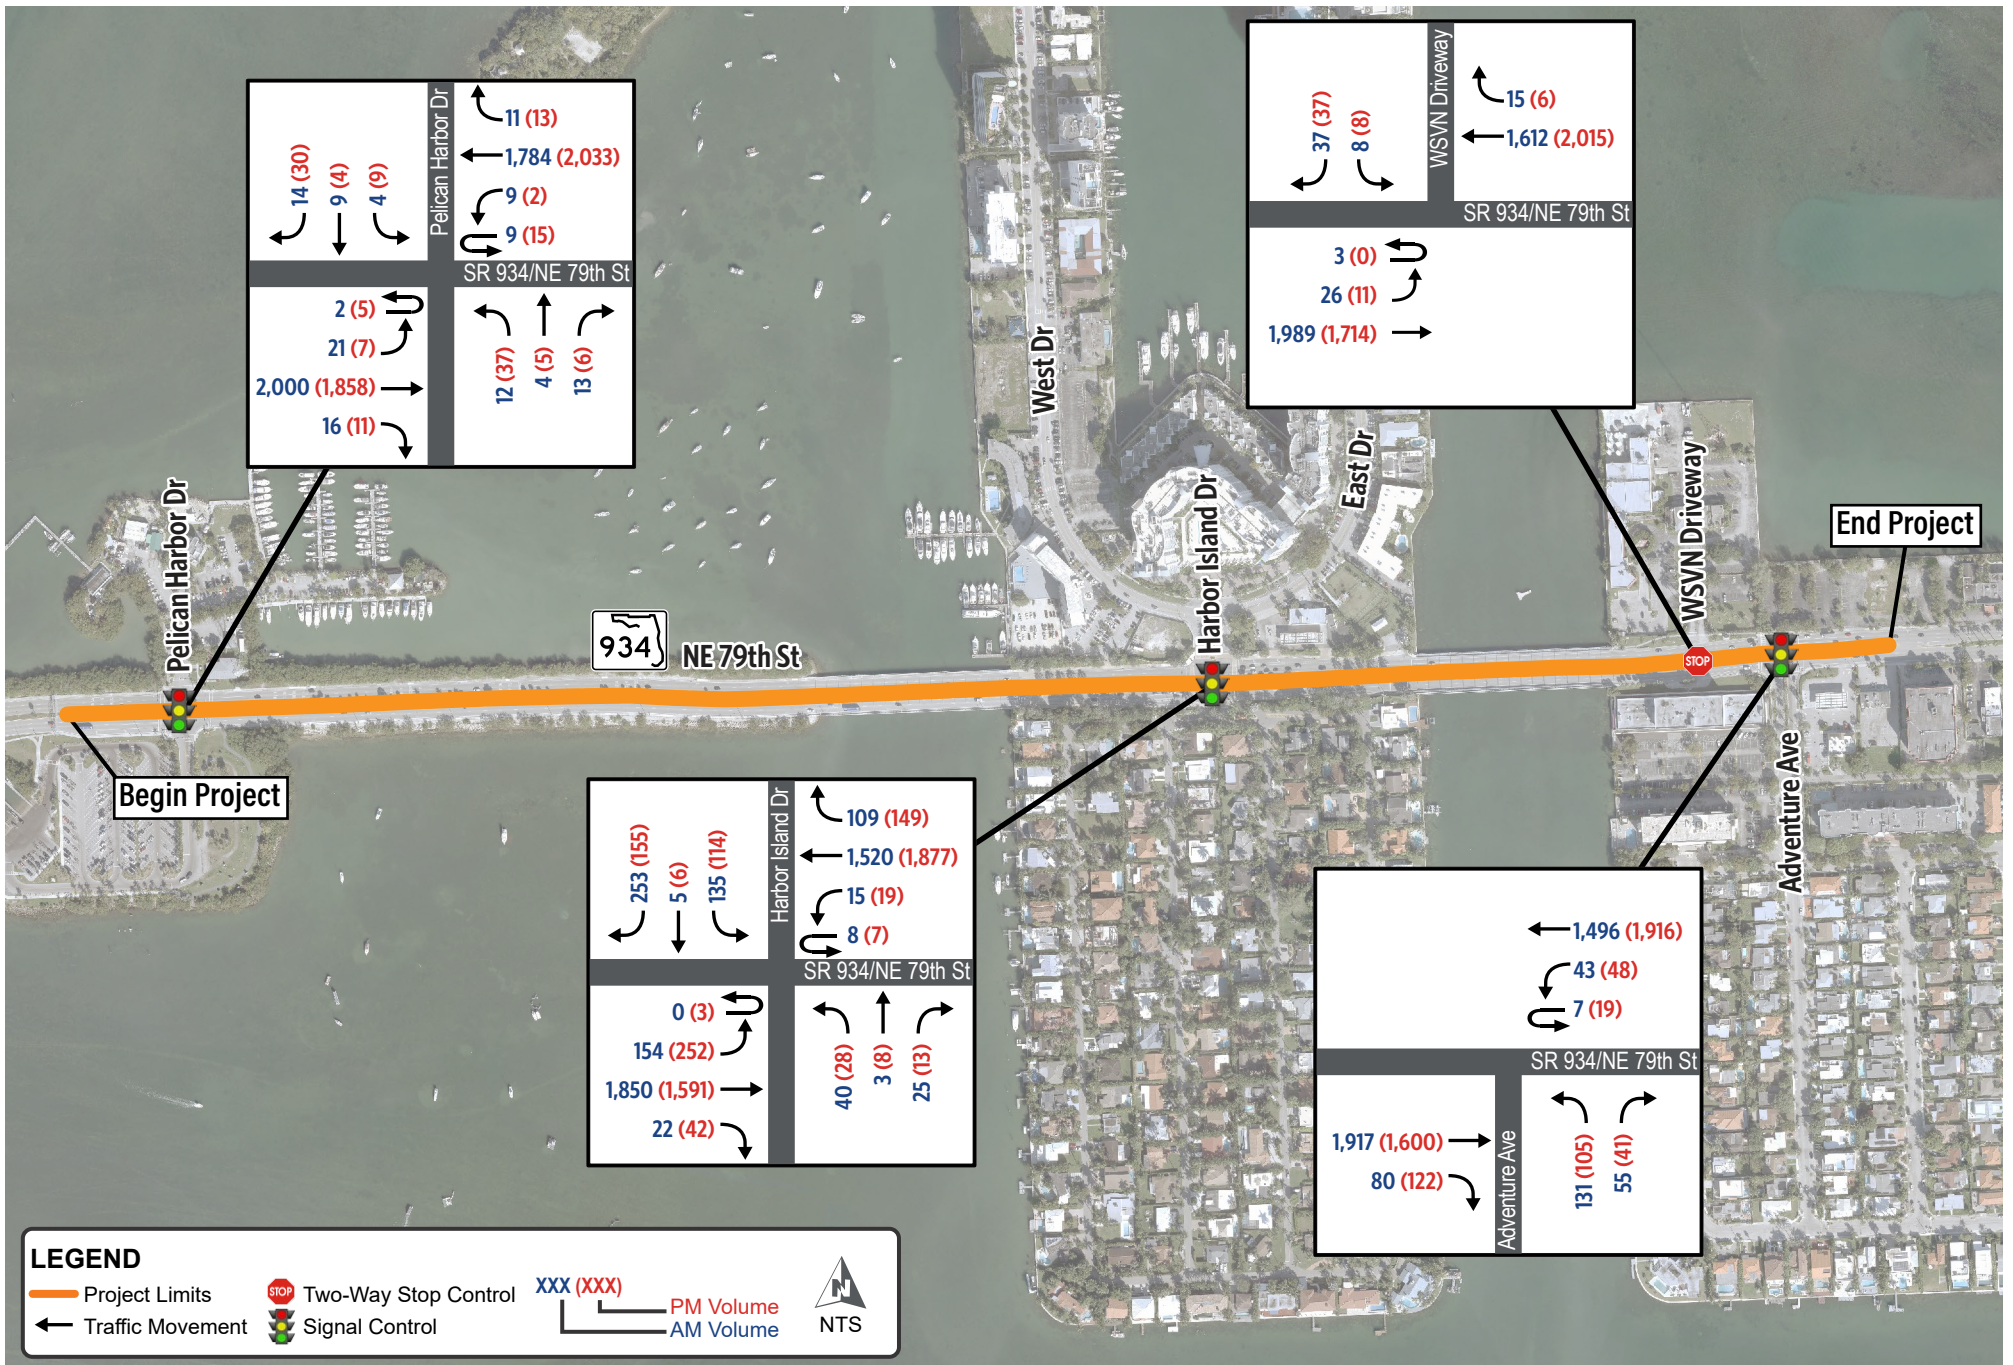 Pelican Harbor Dr
11 (13)
1,784 (2,033)
9 (2)
9 (15)
14 (30)
9 (4)
4 (9)
SR 934/NE 79th St
2 (5)
21 (7)
2,000 (1,858)
16 (11)
12 (37)
4 (5)
13 (6)
WSVN Driveway
15 (6)
1,612 (2,015)
37 (37)
8 (8)
SR 934/NE 79th St
3 (0)
26 (11)
1,989 (1,714)
West Dr
East Dr
Harbor Island Dr
Pelican Harbor Dr
WSVN Driveway
End Project
934
NE 79th St
STOP
Begin Project
Adventure Ave
Harbor Island Dr
109 (149)
1,520 (1,877)
15 (19)
8 (7)
253 (155)
5 (6)
135 (114)
SR 934/NE 79th St
0 (3)
154 (252)
1,850 (1,591)
22 (42)
40 (28)
3 (8)
25 (13)
1,496 (1,916)
43 (48)
7 (19)
SR 934/NE 79th St
1,917 (1,600)
80 (122)
Adventure Ave
131 (105)
55 (41)
LEGEND
Project Limits
Traffic Movement
STOP Two-Way Stop Control
Signal Control
XXX (XXX)
PM Volume
AM Volume
N
NTS